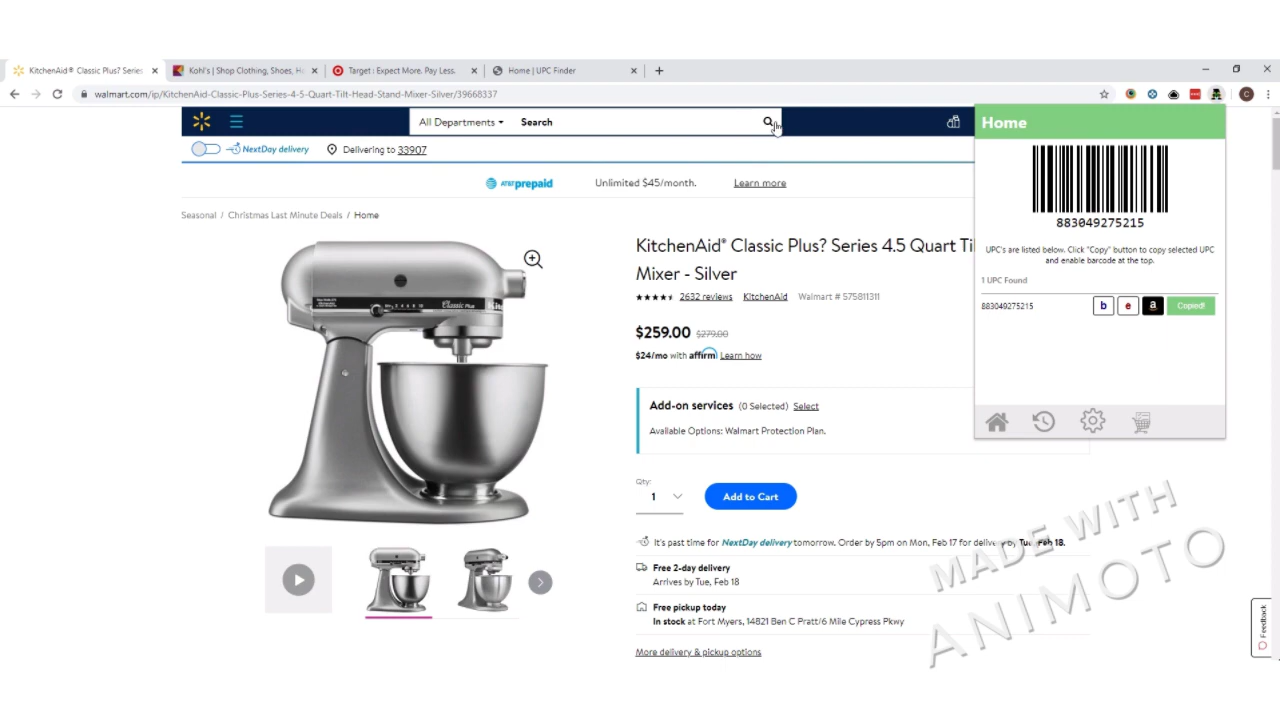 KitchenAid® Classic Plus? Series
Kohl's | Shop Clothing, Shoes, Ho
Target : Expect More. Pay Less.
Home | UPC Finder
walmart.com/ip/KitchenAid-Classic-Plus-Series-4-5-Quart-Tilt-Head-Stand-Mixer-Silver/39668337
C
All Departments
Search
NextDay delivery
Delivering to 33907
AT&T prepaid
Unlimited $45/month.
Learn more
Seasonal / Christmas Last Minute Deals / Home
KitchenAid® Classic Plus? Series 4.5 Quart Ti
Mixer - Silver
2632 reviews
KitchenAid
Walmart # 575811311
$259.00 $279.00
$24/mo with affirm Learn how
Add-on services (0 Selected) Select
Available Options: Walmart Protection Plan.
Qty:
1
Add to Cart
It's past time for NextDay delivery tomorrow. Order by 5pm on Mon, Feb 17 for delivery by Tue, Feb 18.
Free 2-day delivery
Arrives by Tue, Feb 18
Free pickup today
In stock at Fort Myers, 14821 Ben C Pratt/6 Mile Cypress Pkwy
More delivery & pickup options
Classic Plus
Home
883049275215
UPC's are listed below. Click "Copy" button to copy selected UPC
and enable barcode at the top.
1 UPC Found
883049275215
b
e
a
Copied!
MADE WITH
ANIMOTO
Feedback